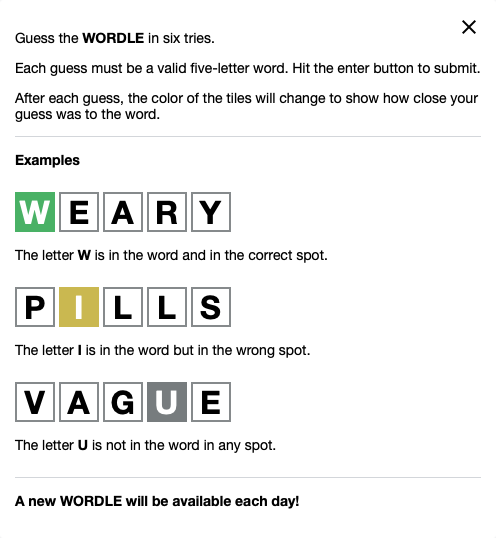 Guess the WORDLE in six tries.
Each guess must be a valid five-letter word. Hit the enter button to submit.
After each guess, the color of the tiles will change to show how close your
guess was to the word.
Examples
WEARY
The letter W is in the word and in the correct spot.
PILLS
The letter I is in the word but in the wrong spot.
VAGUE
The letter U is not in the word in any spot.
A new WORDLE will be available each day!